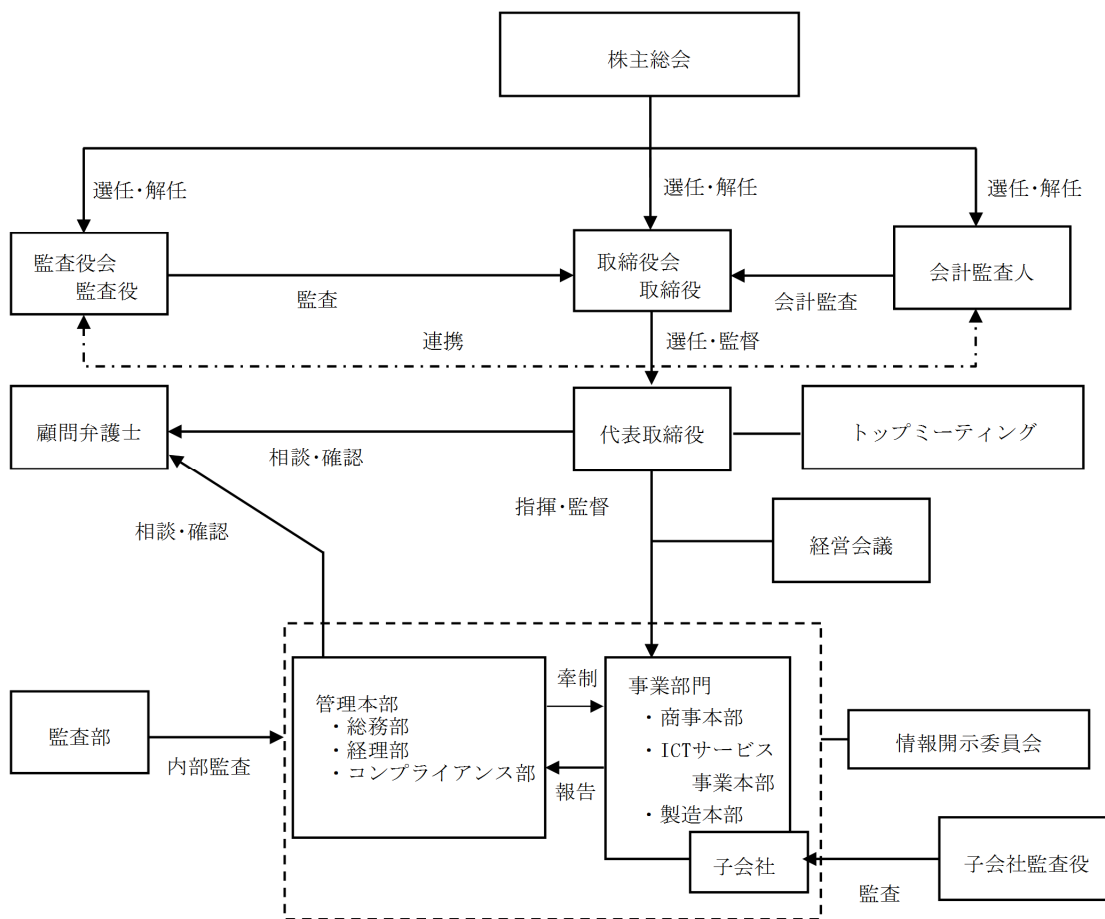 株主総会
選任・解任
選任・解任
選任・解任
監査役会
監査役
取締役会
取締役
会計監査人
監査
会計監査
連携
選任・監督
顧問弁護士
代表取締役
トップミーティング
相談・確認
指揮・監督
相談・確認
経営会議
管理本部
・総務部
・経理部
・コンプライアンス部
牽制
報告
事業部門
・商事本部
・ICTサービス
事業本部
・製造本部
監査部
内部監査
情報開示委員会
子会社
子会社監査役
監査